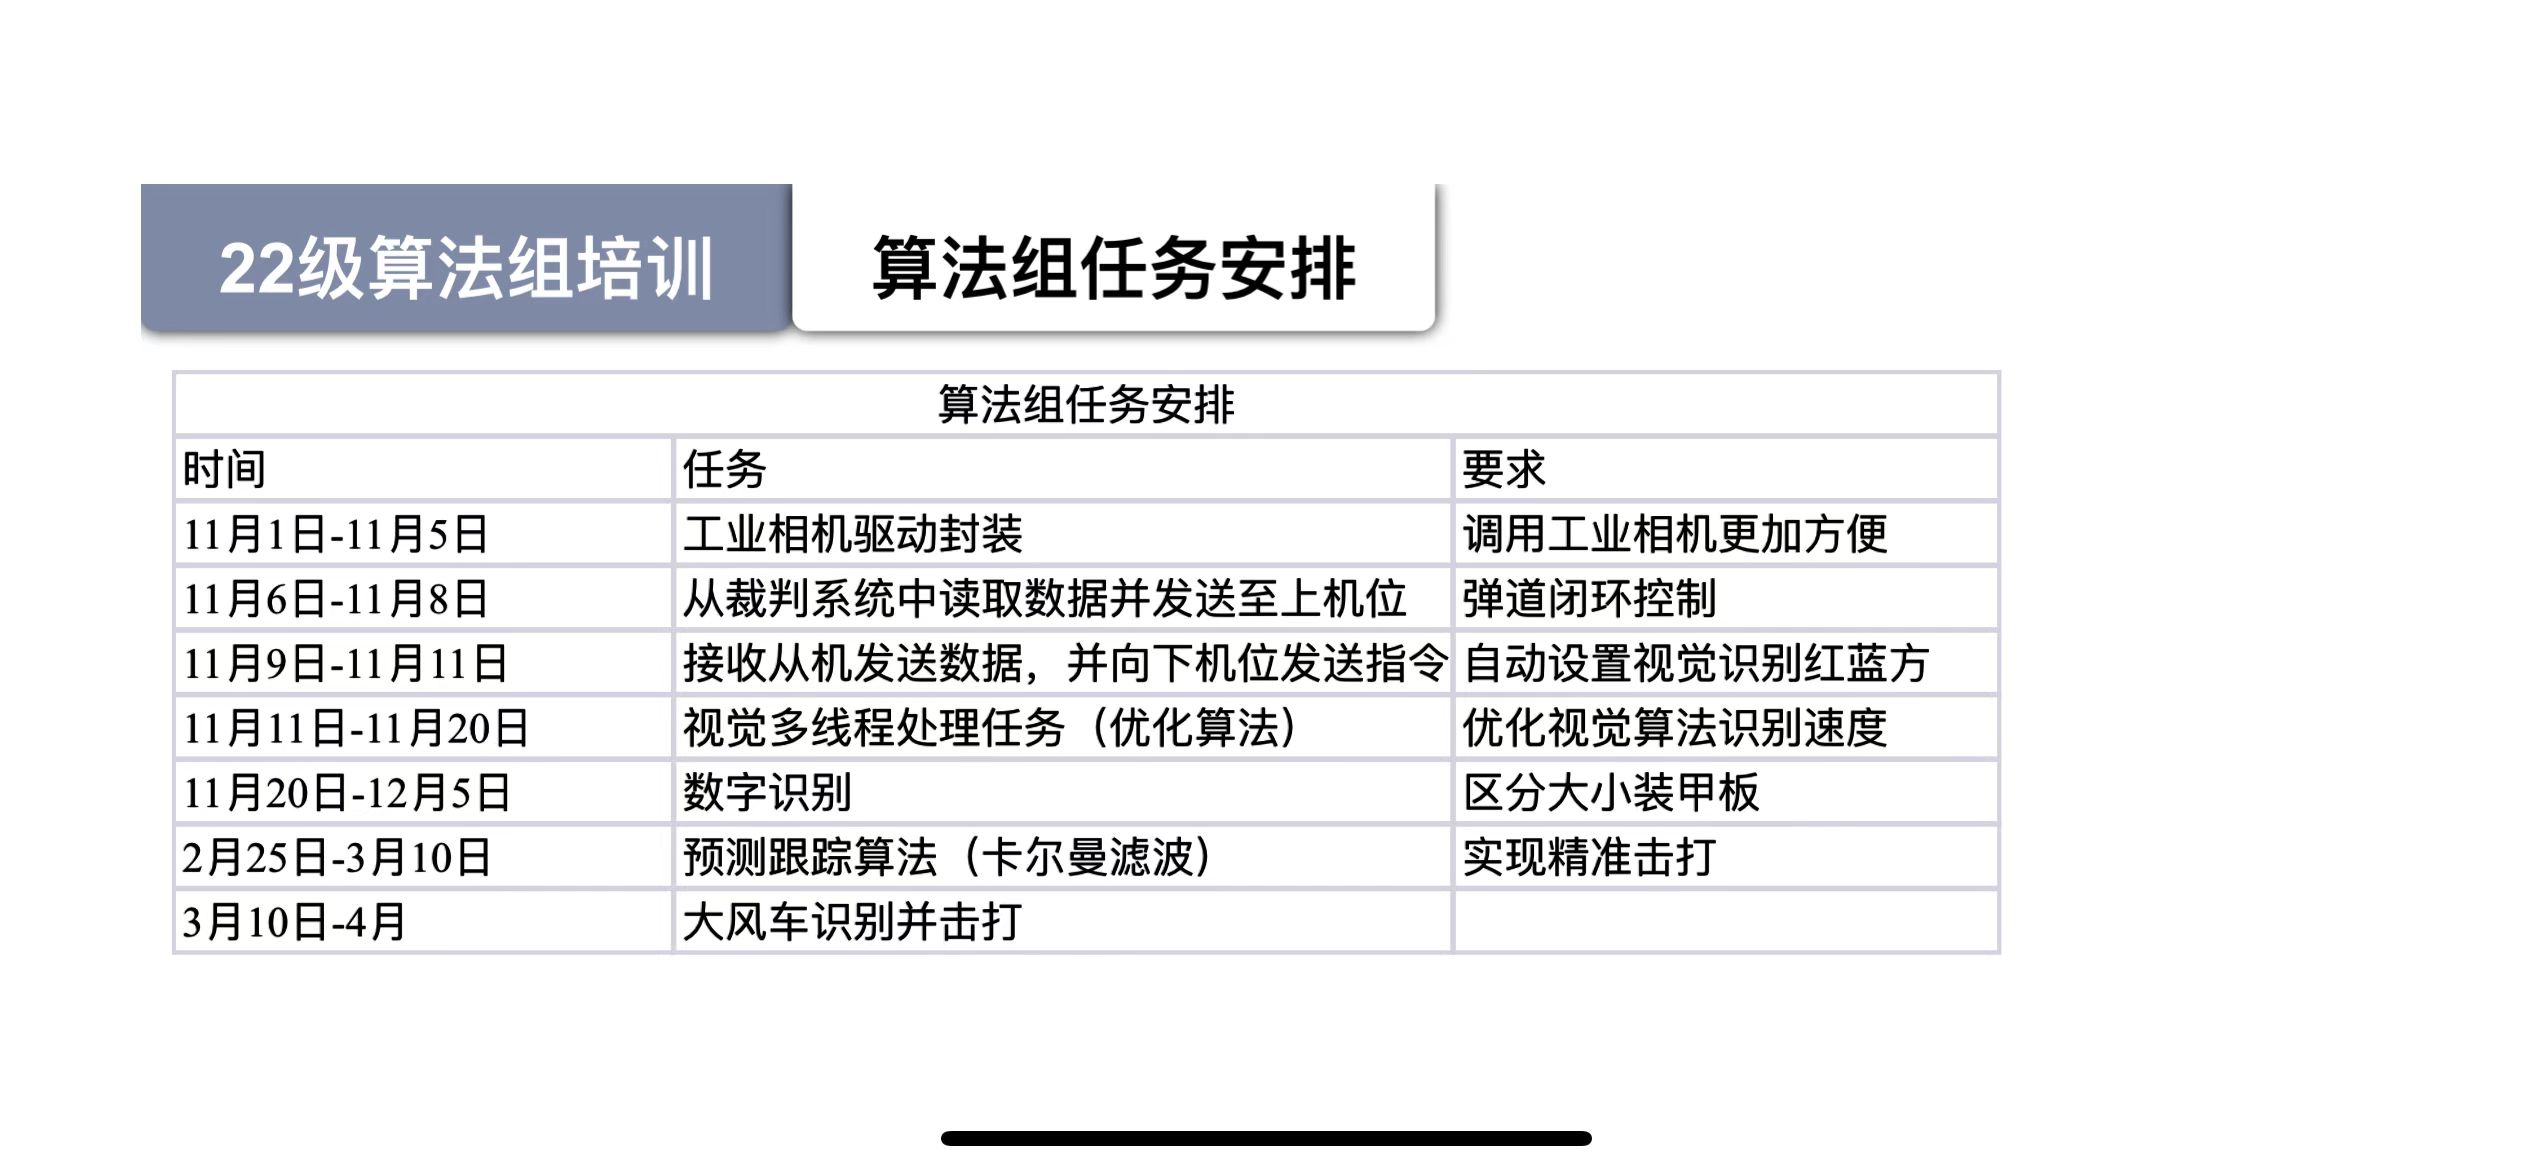 22级算法组培训
算法组任务安排
算法组任务安排
时间 任务 要求
11月1日-11月5日 工业相机驱动封装 调用工业相机更加方便
11月6日-11月8日 从裁判系统中读取数据并发送至上机位 弹道闭环控制
11月9日-11月11日 接收从机发送数据，并向下机位发送指令 自动设置视觉识别红蓝方
11月11日-11月20日 视觉多线程处理任务（优化算法） 优化视觉算法识别速度
11月20日-12月5日 数字识别 区分大小装甲板
2月25日-3月10日 预测跟踪算法（卡尔曼滤波） 实现精准击打
3月10日-4月 大风车识别并击打